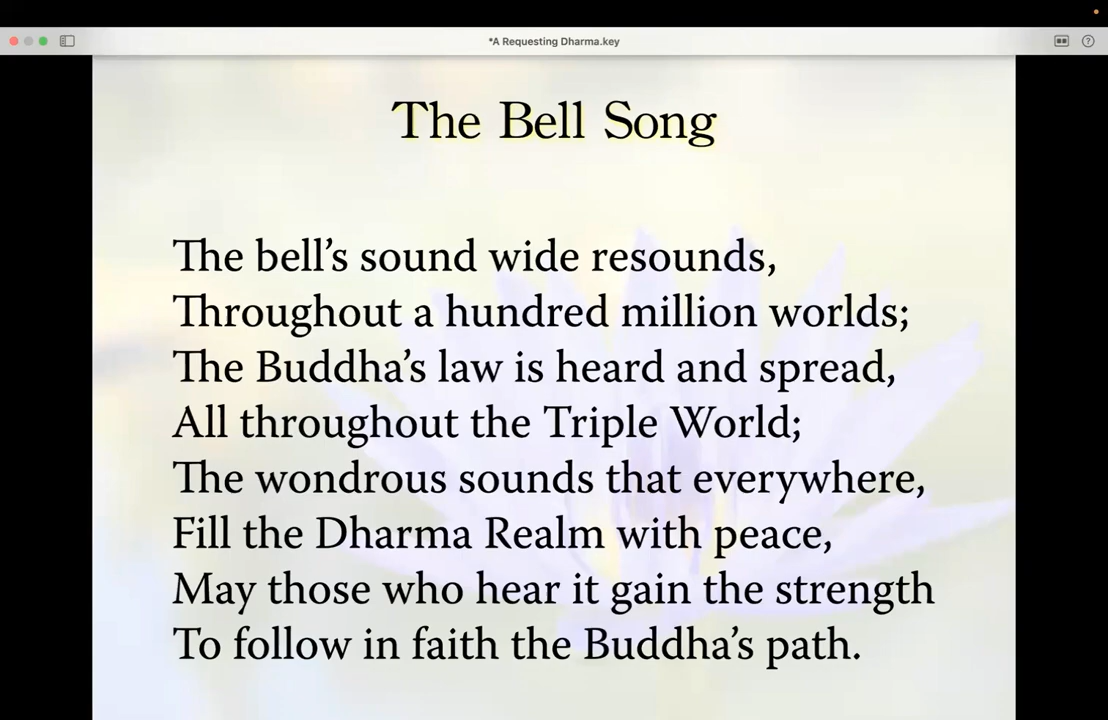 *A Requesting Dharma.key
The Bell Song
The bell’s sound wide resounds,
Throughout a hundred million worlds;
The Buddha’s law is heard and spread,
All throughout the Triple World;
The wondrous sounds that everywhere,
Fill the Dharma Realm with peace,
May those who hear it gain the strength
To follow in faith the Buddha’s path.